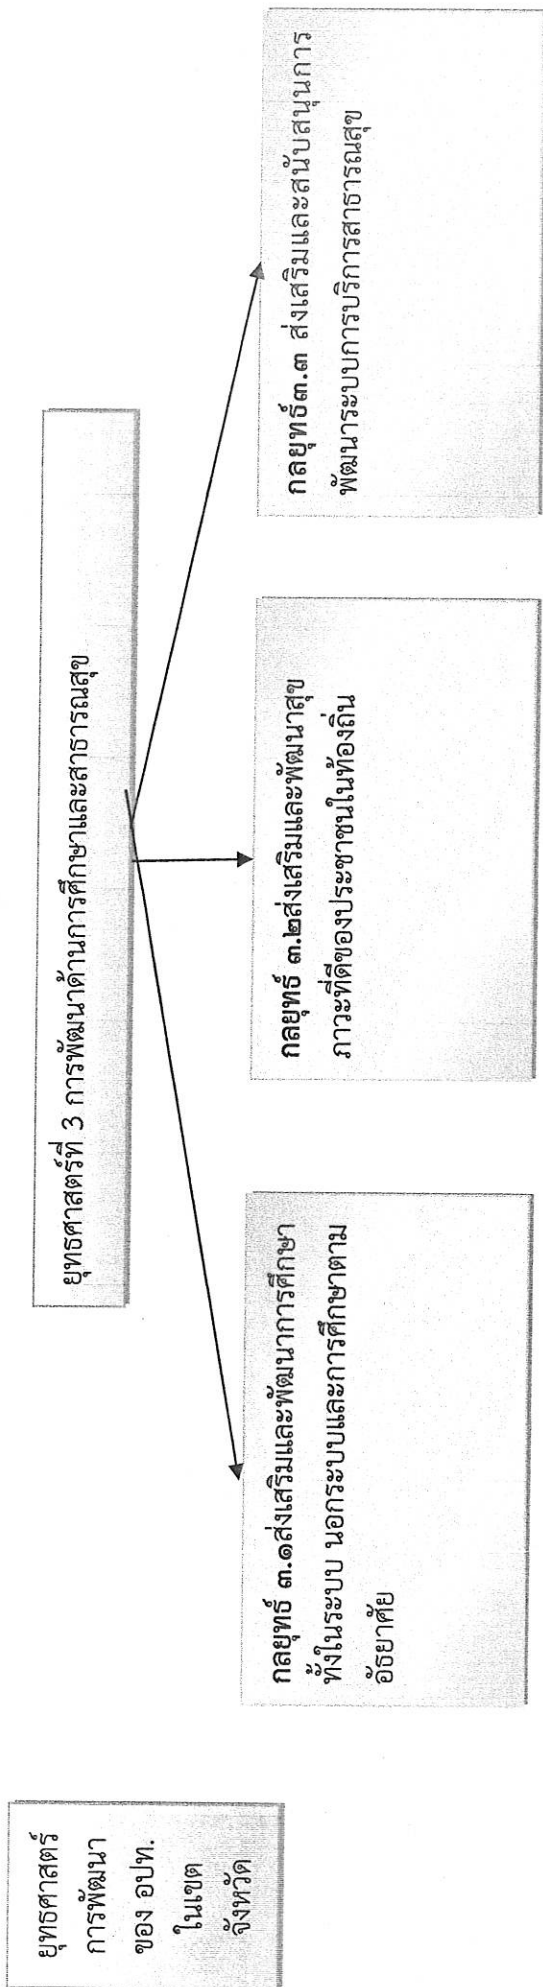 ยุทธศาสตร์
การพัฒนา
ของ อปท.
ในเขต
จังหวัด
ยุทธศาสตร์ที่ 3 การพัฒนาด้านการศึกษาและสาธารณสุข
กลยุทธ์ ๓.๑ส่งเสริมและพัฒนาการศึกษา
ทั้งในระบบ นอกระบบและการศึกษาตาม
อัธยาศัย
กลยุทธ์ ๓.๒ส่งเสริมและพัฒนาสุข
ภาวะที่ดีของประชาชนในท้องถิ่น
กลยุทธ์๓.๓ ส่งเสริมและสนับสนุนการ
พัฒนาระบบการบริการสาธารณสุข